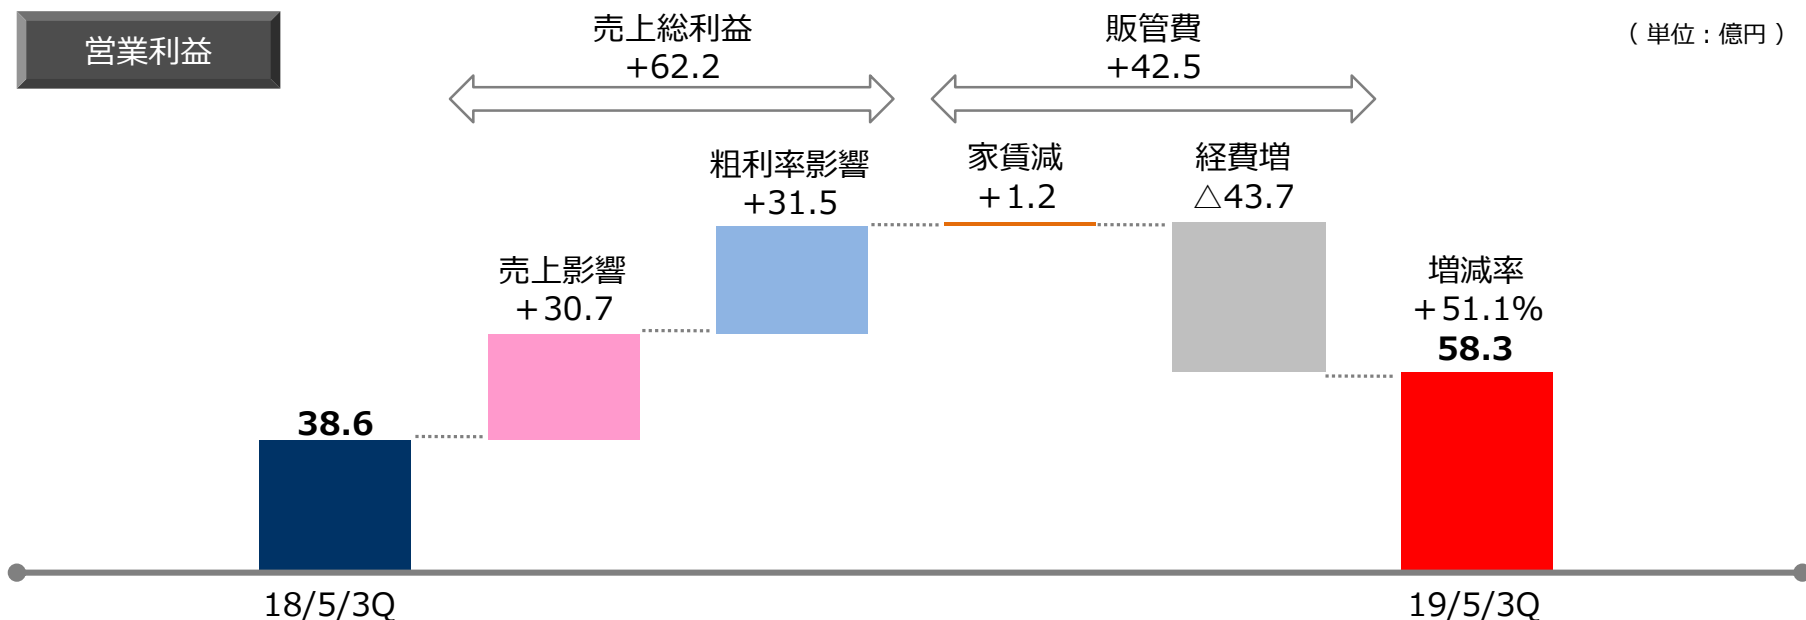 営業利益
（ 単位：億円 ）
売上総利益
+62.2
販管費
+42.5
粗利率影響
+31.5
家賃減
＋1.2
経費増
△43.7
売上影響
＋30.7
増減率
＋51.1%
58.3
38.6
18/5/3Q
19/5/3Q